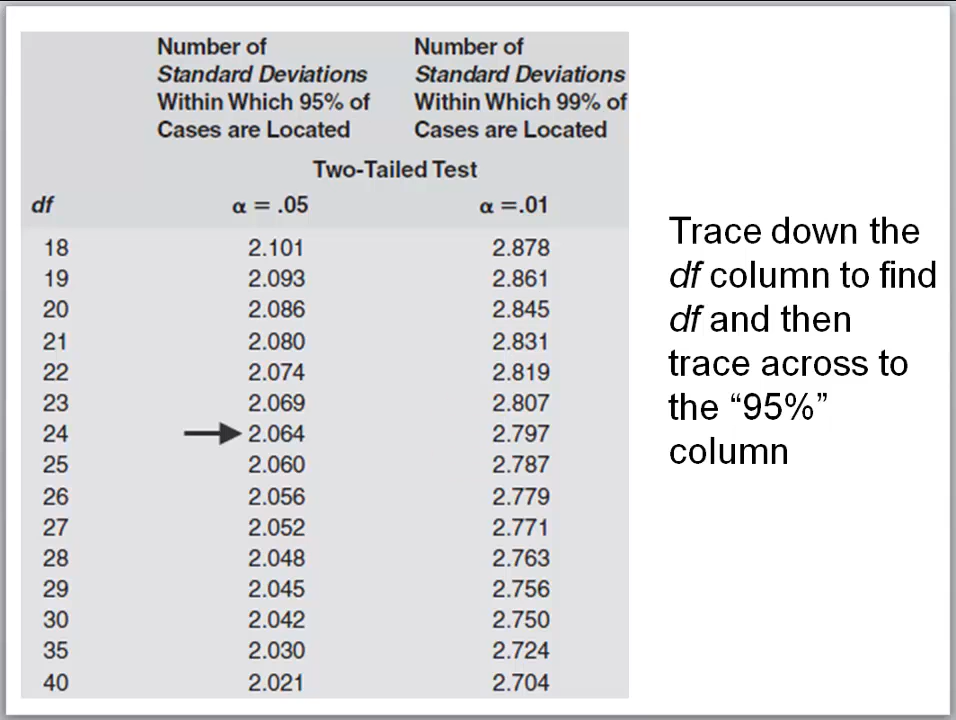 Number of Number of
Standard Deviations Standard Deviations
Within Which 95% of Within Which 99% of
Cases are Located Cases are Located
Two-Tailed Test
df α = .05 α =.01
18 2.101 2.878
19 2.093 2.861
20 2.086 2.845
21 2.080 2.831
22 2.074 2.819
23 2.069 2.807
24 2.064 2.797
25 2.060 2.787
26 2.056 2.779
27 2.052 2.771
28 2.048 2.763
29 2.045 2.756
30 2.042 2.750
35 2.030 2.724
40 2.021 2.704
Trace down the
df column to find
df and then
trace across to
the “95%”
column